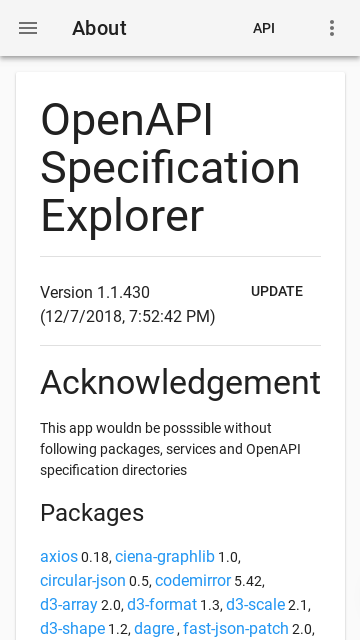 About API
OpenAPI
Specification
Explorer
Version 1.1.430 UPDATE
(12/7/2018, 7:52:42 PM)
Acknowledgement
This app wouldn be posssible without
following packages, services and OpenAPI
specification directories
Packages
axios 0.18, ciena-graphlib 1.0,
circular-json 0.5, codemirror 5.42,
d3-array 2.0, d3-format 1.3, d3-scale 2.1,
d3-shape 1.2, dagre , fast-json-patch 2.0,